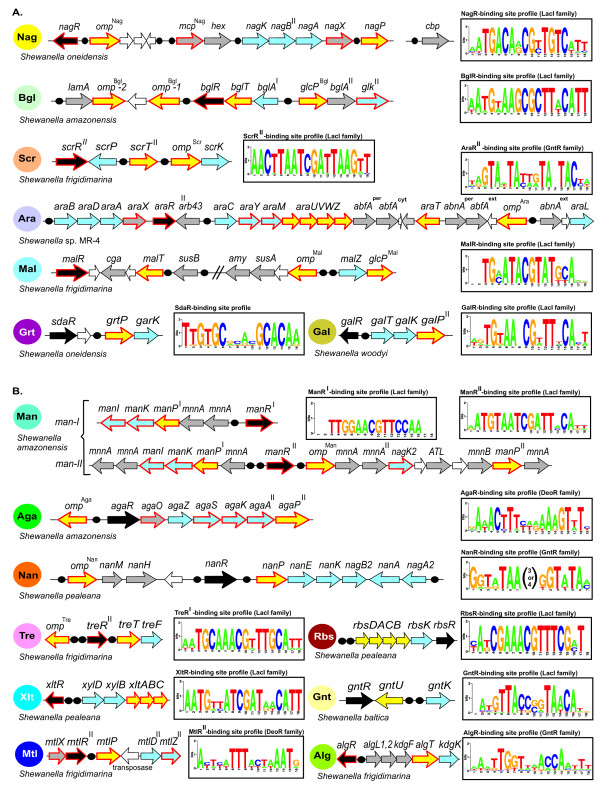 A.
nagR omp Nag mcp Nag hex nagK nagB II nagA nagX nagP cbp
Nag
Shewanella oneidensis
NagR-binding site profile (LacI family)
lamA omp Bgl -2 omp Bgl -1 bglR bglT bglA I glcP Bgl bglA II glk II
Bgl
Shewanella amazonensis
BglR-binding site profile (LacI family)
scrR II scrP scrT II omp Scr scrK
Scr
Shewanella frigidimarina
ScrR II -binding site profile (LacI family)
AraR II -binding site profile (GntR family)
araB araD araA araX araR II arb43 araC araY araM araUVWZ abfA per abfA cyt araT abnA per abfA ext omp Ara abnA ext araL
Ara
Shewanella sp. MR-4
malR cga malT susB amy susA omp Mal malZ glcP Mal
Mal
Shewanella frigidimarina
MalR-binding site profile (LacI family)
sdaR grtP garK
Grt
Shewanella oneidensis
SdaR-binding site profile
galR galT galK galP II
Gal
Shewanella woodyi
GalR-binding site profile (LacI family)
B.
Man
Shewanella amazonensis
man-I
manI manK manP I mnnA mnnA manR I
ManR I -binding site profile (LacI family)
ManR II -binding site profile (LacI family)
man-II
mnnA mnnA manI manK manP I mnnA manR II omp Man mnnA mnnA II nagK2 ATL mnnB manP II mnnA
omp Aga agaR agaO agaZ agaS agaK agaA II agaP II
Aga
Shewanella amazonensis
AgaR-binding site profile (DeoR family)
omp Nan nanM nanH nanR nanP nanE nanK nagB2 nanA nagA2
Nan
Shewanella pealeana
NanR-binding site profile (GntR family)
3 or 4
omp Tre treR II treT treF
Tre
Shewanella frigidimarina
TreR I -binding site profile (LacI family)
rbsDACB rbsK rbsR
Rbs
Shewanella pealeana
RbsR-binding site profile (LacI family)
xltR xylD xylB xltABC
Xlt
Shewanella pealeana
XltR-binding site profile (LacI family)
gntR gntU gntK
Gnt
Shewanella baltica
GntR-binding site profile (LacI family)
mtlX mtlR II mtlP mtlD II mtlZ II
transposase
Mtl
Shewanella frigidimarina
MtlR II -binding site profile (DeoR family)
algR algL1,2 kdgF algT kdgK
Alg
Shewanella frigidimarina
AlgR-binding site profile (GntR family)